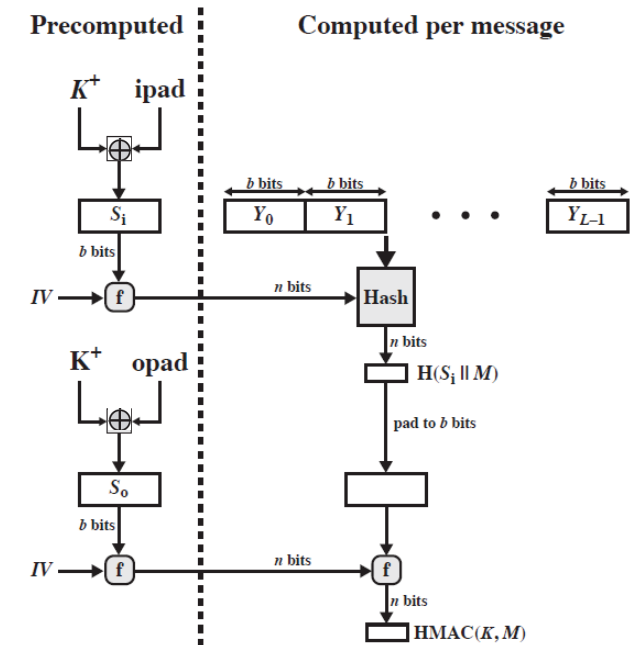 Precomputed
Computed per message
K+ ipad
b bits b bits b bits
Si
Y0 Y1 • • • YL–1
b bits
IV f n bits Hash
n bits
K+ opad
H(Si || M)
pad to b bits
So
b bits
IV f n bits f
n bits
HMAC(K, M)